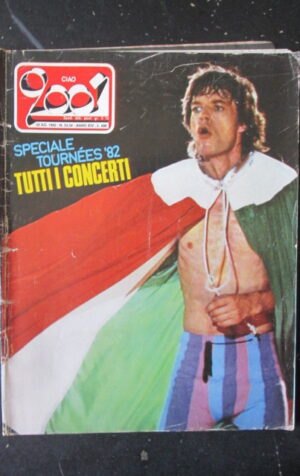 CIAO
2001
SPECIALE
TOURNÉES '82
TUTTI I CONCERTI